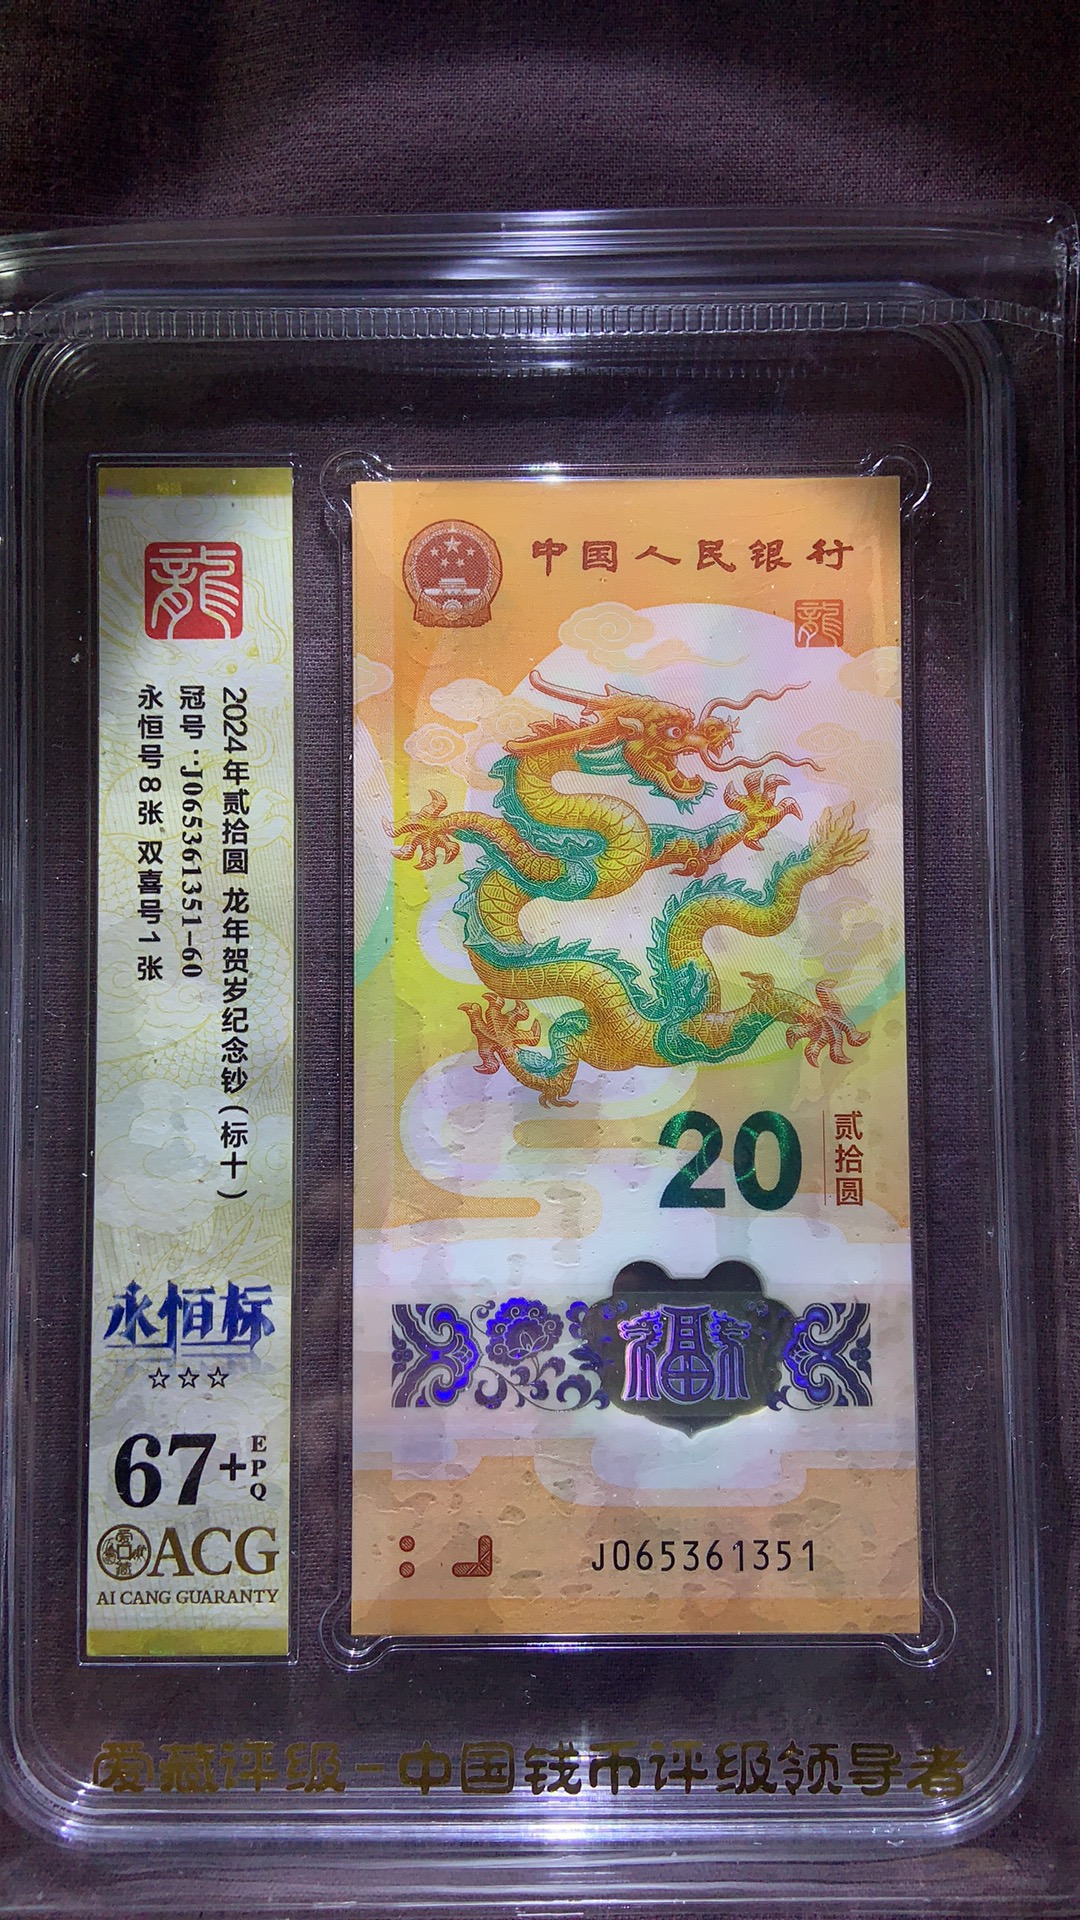 龍
2024年贰拾圆 龙年贺岁纪念钞(标十)
冠号:J065361351-60
永恒号8张 双喜号1张
永恒标
☆☆☆
67+
EPQ
ACG
AI CANG GUARANTY
中国人民银行
龍
20
贰拾圆
福
J065361351
爱藏评级-中国钱币评级领导者